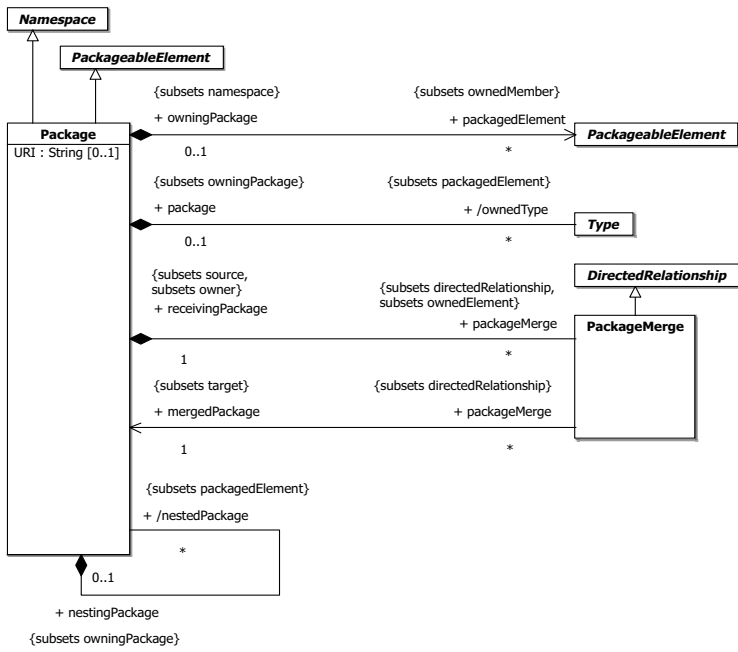 Namespace
PackageableElement
{subsets namespace}
{subsets ownedMember}
+ owningPackage
+ packagedElement
Package
URI : String [0..1]
PackageableElement
0..1
*
{subsets owningPackage}
{subsets packagedElement}
+ package
+ /ownedType
Type
0..1
*
{subsets source,
subsets owner}
+ receivingPackage
{subsets directedRelationship,
subsets ownedElement}
+ packageMerge
DirectedRelationship
PackageMerge
1
*
{subsets target}
{subsets directedRelationship}
+ mergedPackage
+ packageMerge
1
*
{subsets packagedElement}
+ /nestedPackage
*
0..1
+ nestingPackage
{subsets owningPackage}